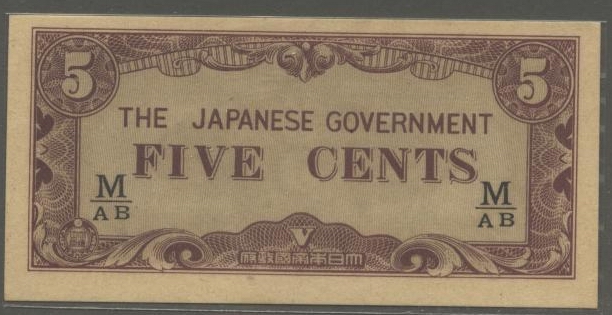 5 5
THE JAPANESE GOVERNMENT
FIVE CENTS
M M
AB AB
V
府政國帝本日大